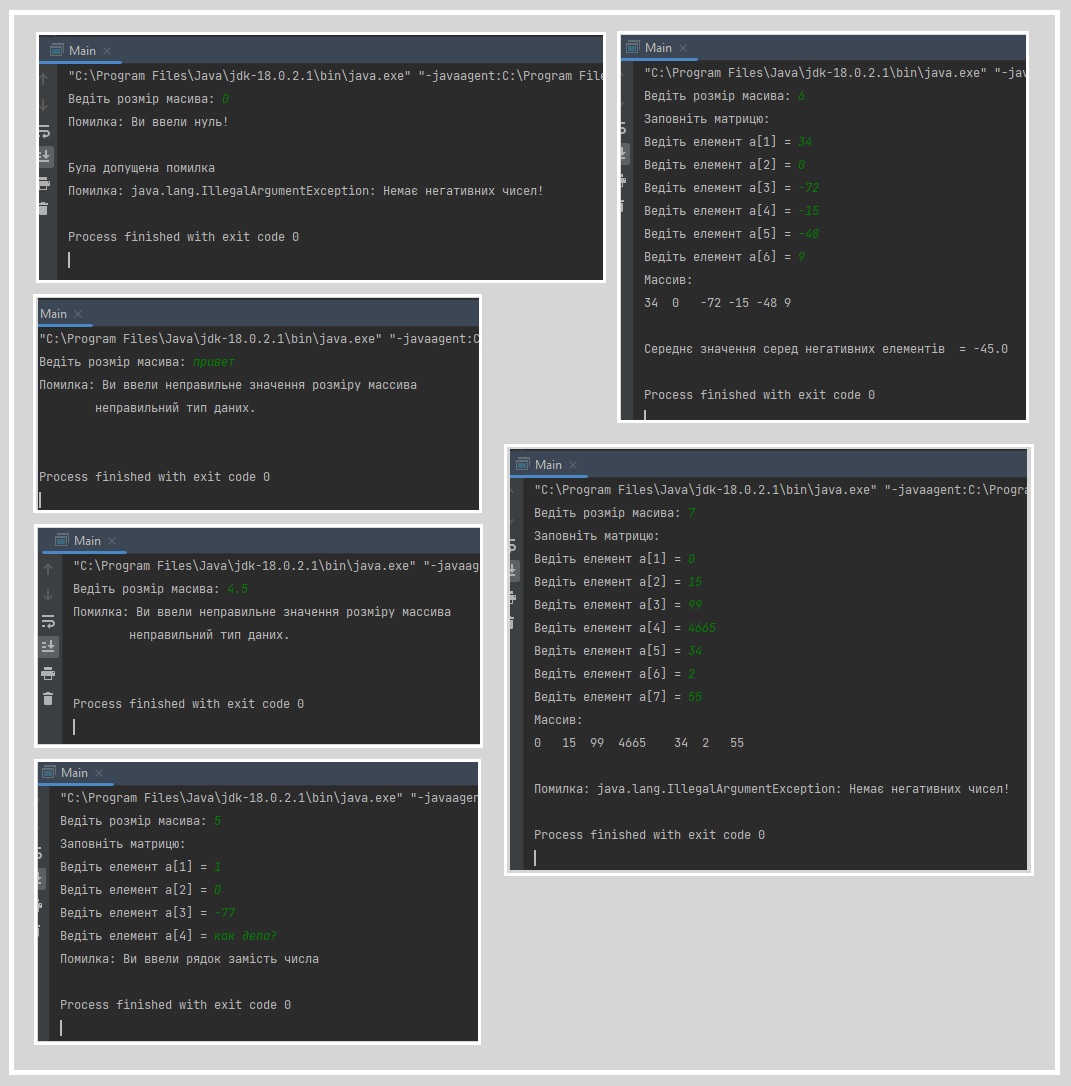 Main
"C:\Program Files\Java\jdk-18.0.2.1\bin\java.exe" "-javaagent:C:\Program File
Ведіть розмір масива: 0
Помилка: Ви ввели нуль!
Була допущена помилка
Помилка: java.lang.IllegalArgumentException: Немає негативних чисел!
Process finished with exit code 0
Main
"C:\Program Files\Java\jdk-18.0.2.1\bin\java.exe" "-jav
Ведіть розмір масива: 6
Заповніть матрицю:
Ведіть елемент a[1] = 34
Ведіть елемент a[2] = 0
Ведіть елемент a[3] = -72
Ведіть елемент a[4] = -15
Ведіть елемент a[5] = -48
Ведіть елемент a[6] = 9
Массив:
34 0 -72 -15 -48 9
Середнє значення серед негативних елементів = -45.0
Process finished with exit code 0
Main
"C:\Program Files\Java\jdk-18.0.2.1\bin\java.exe" "-javaagent:C
Ведіть розмір масива: привет
Помилка: Ви ввели неправильне значення розміру массива
неправильний тип даних.
Process finished with exit code 0
Main
"C:\Program Files\Java\jdk-18.0.2.1\bin\java.exe" "-javaagent:C:\Progra
Ведіть розмір масива: 7
Заповніть матрицю:
Ведіть елемент a[1] = 0
Ведіть елемент a[2] = 15
Ведіть елемент a[3] = 99
Ведіть елемент a[4] = 4665
Ведіть елемент a[5] = 34
Ведіть елемент a[6] = 2
Ведіть елемент a[7] = 55
Массив:
0 15 99 4665 34 2 55
Помилка: java.lang.IllegalArgumentException: Немає негативних чисел!
Process finished with exit code 0
Main
"C:\Program Files\Java\jdk-18.0.2.1\bin\java.exe" "-javaag
Ведіть розмір масива: 4.5
Помилка: Ви ввели неправильне значення розміру массива
неправильний тип даних.
Process finished with exit code 0
Main
"C:\Program Files\Java\jdk-18.0.2.1\bin\java.exe" "-javaagen
Ведіть розмір масива: 5
Заповніть матрицю:
Ведіть елемент a[1] = 1
Ведіть елемент a[2] = 0
Ведіть елемент a[3] = -77
Ведіть елемент a[4] = как дела?
Помилка: Ви ввели рядок замість числа
Process finished with exit code 0